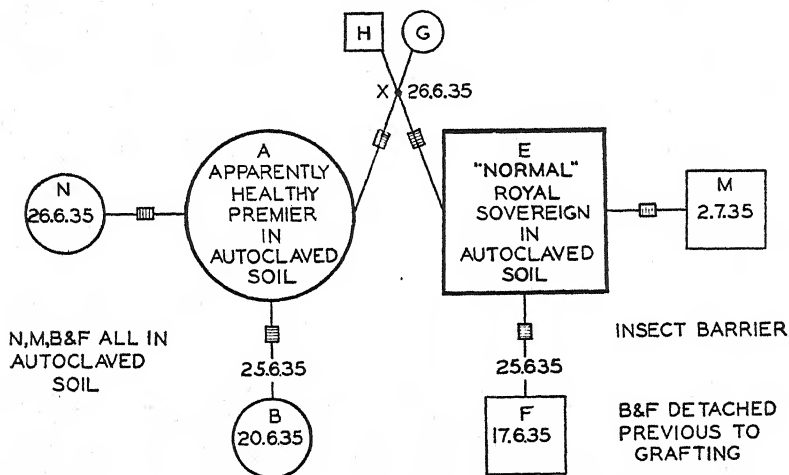 H
G
X
26.6.35
A
APPARENTLY
HEALTHY
PREMIER
IN
AUTOCLAVED
SOIL
E
"NORMAL"
ROYAL
SOVEREIGN
IN
AUTOCLAVED
SOIL
N
26.6.35
M
2.7.35
N,M,B&F ALL IN
AUTOCLAVED
SOIL
25.6.35
25.635
INSECT BARRIER
B
20.6.35
F
17.6.35
B&F DETACHED
PREVIOUS TO
GRAFTING